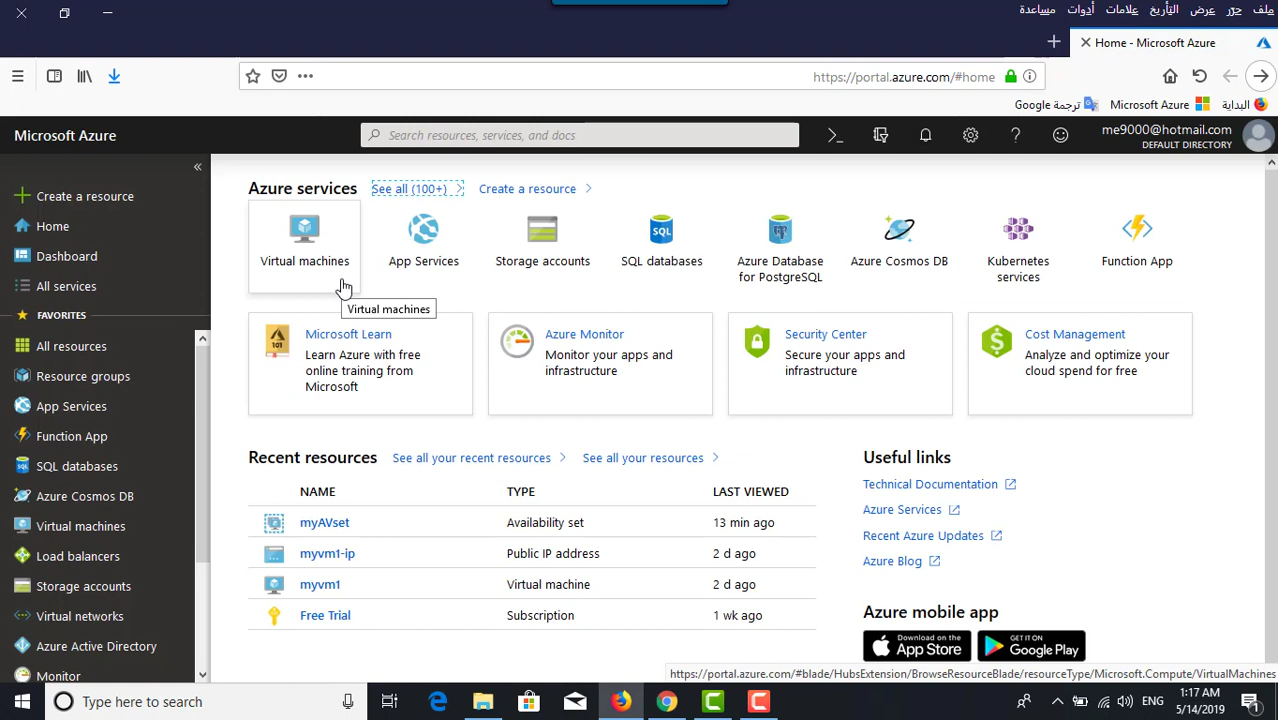 ملف حرّر عرض التأريخ علامات أدوات مساعدة
Home - Microsoft Azure
https://portal.azure.com/#home
البداية Microsoft Azure ترجمة Google
Microsoft Azure
Search resources, services, and docs
me9000@hotmail.com
DEFAULT DIRECTORY
Create a resource
Home
Dashboard
All services
FAVORITES
All resources
Resource groups
App Services
Function App
SQL databases
Azure Cosmos DB
Virtual machines
Load balancers
Storage accounts
Virtual networks
Azure Active Directory
Monitor
Azure services See all (100+) Create a resource
Virtual machines
App Services
Storage accounts
SQL
SQL databases
Azure Database
for PostgreSQL
Azure Cosmos DB
Kubernetes
services
Function App
Virtual machines
101
Microsoft Learn
Learn Azure with free
online training from
Microsoft
Azure Monitor
Monitor your apps and
infrastructure
Security Center
Secure your apps and
infrastructure
Cost Management
Analyze and optimize your
cloud spend for free
Recent resources See all your recent resources See all your resources
NAME TYPE LAST VIEWED
myAVset Availability set 13 min ago
myvm1-ip Public IP address 2 d ago
myvm1 Virtual machine 2 d ago
Free Trial Subscription 1 wk ago
Useful links
Technical Documentation
Azure Services
Recent Azure Updates
Azure Blog
Azure mobile app
Download on the
App Store
GET IT ON
Google Play
https://portal.azure.com/#blade/HubsExtension/BrowseResourceBlade/resourceType/Microsoft.Compute/VirtualMachines
Type here to search
ENG
1:17 AM
5/14/2019
1